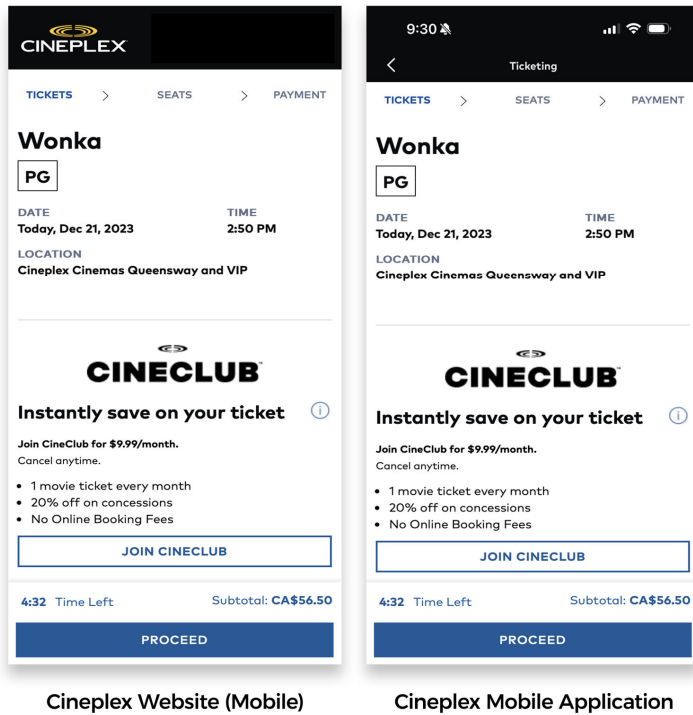 CINEPLEX
TICKETS > SEATS > PAYMENT
Wonka
PG
DATE TIME
Today, Dec 21, 2023 2:50 PM
LOCATION
Cineplex Cinemas Queensway and VIP
CINECLUB™
Instantly save on your ticket
Join CineClub for $9.99/month.
Cancel anytime.
• 1 movie ticket every month
• 20% off on concessions
• No Online Booking Fees
JOIN CINECLUB
4:32 Time Left Subtotal: CA$56.50
PROCEED
Cineplex Website (Mobile)
9:30
Ticketing
TICKETS > SEATS > PAYMENT
Wonka
PG
DATE TIME
Today, Dec 21, 2023 2:50 PM
LOCATION
Cineplex Cinemas Queensway and VIP
CINECLUB™
Instantly save on your ticket
Join CineClub for $9.99/month.
Cancel anytime.
• 1 movie ticket every month
• 20% off on concessions
• No Online Booking Fees
JOIN CINECLUB
4:32 Time Left Subtotal: CA$56.50
PROCEED
Cineplex Mobile Application